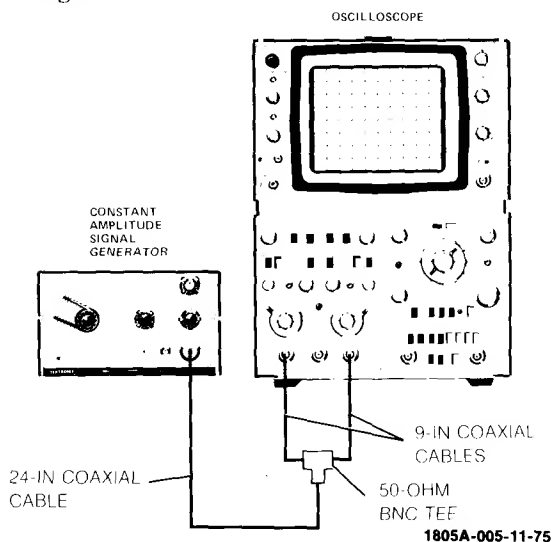 OSCILLOSCOPE
CONSTANT
AMPLITUDE
SIGNAL
GENERATOR
TEKTRONIX
9-IN COAXIAL
CABLES
24-IN COAXIAL
CABLE
50-OHM
BNC TEE
1805A-005-11-75